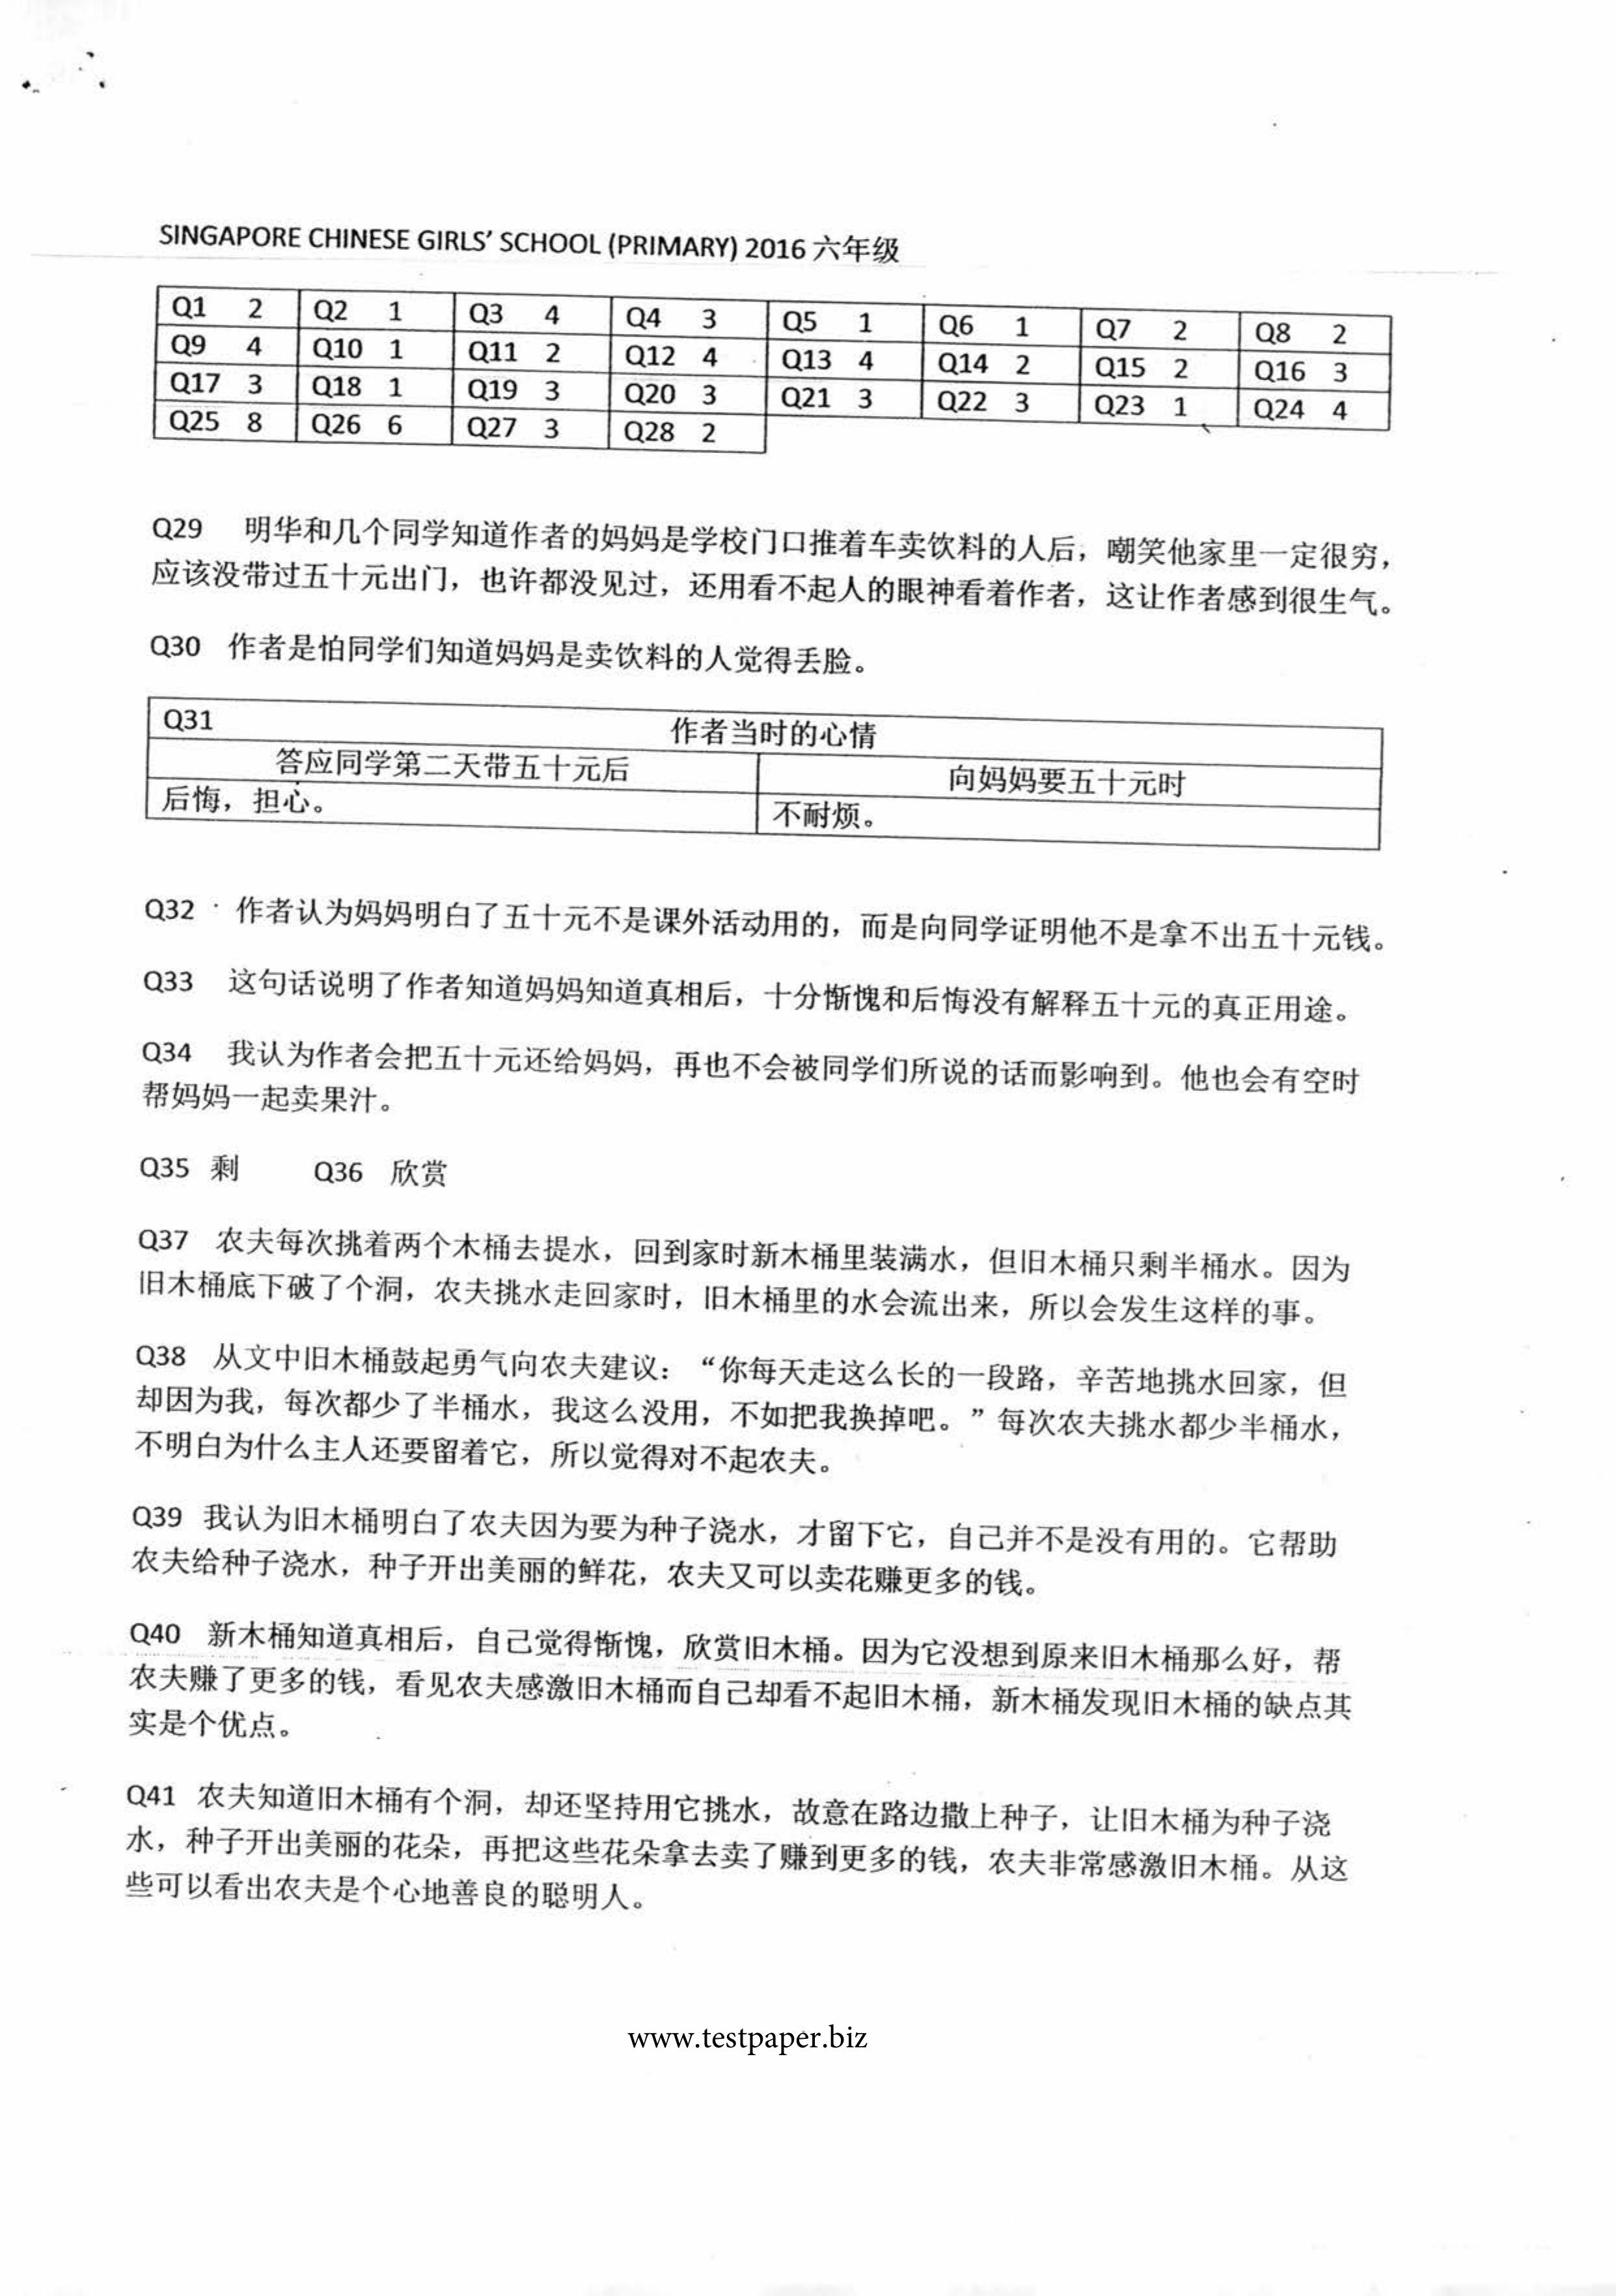 SINGAPORE CHINESE GIRLS' SCHOOL (PRIMARY) 2016 六年级
Q1 2 Q2 1 Q3 4 Q4 3 Q5 1 Q6 1 Q7 2 Q8 2
Q9 4 Q10 1 Q11 2 Q12 4 Q13 4 Q14 2 Q15 2 Q16 3
Q17 3 Q18 1 Q19 3 Q20 3 Q21 3 Q22 3 Q23 1 Q24 4
Q25 8 Q26 6 Q27 3 Q28 2
Q29 明华和几个同学知道作者的妈妈是学校门口推着车卖饮料的人后，嘲笑他家里一定很穷，
应该没带过五十元出门，也许都没见过，还用看不起人的眼神看着作者，这让作者感到很生气。
Q30 作者是怕同学们知道妈妈是卖饮料的人觉得丢脸。
Q31 作者当时的心情
答应同学第二天带五十元后 向妈妈要五十元时
后悔，担心。 不耐烦。
Q32 作者认为妈妈明白了五十元不是课外活动用的，而是向同学证明他不是拿不出五十元钱。
Q33 这句话说明了作者知道妈妈知道真相后，十分惭愧和后悔没有解释五十元的真正用途。
Q34 我认为作者会把五十元还给妈妈，再也不会被同学们所说的话而影响到。他也会有空时
帮妈妈一起卖果汁。
Q35 剩 Q36 欣赏
Q37 农夫每次挑着两个木桶去提水，回到家时新木桶里装满水，但旧木桶只剩半桶水。因为
旧木桶底下破了个洞，农夫挑水走回家时，旧木桶里的水会流出来，所以会发生这样的事。
Q38 从文中旧木桶鼓起勇气向农夫建议：“你每天走这么长的一段路，辛苦地挑水回家，但
却因为我，每次都少了半桶水，我这么没用，不如把我换掉吧。”每次农夫挑水都少半桶水，
不明白为什么主人还要留着它，所以觉得对不起农夫。
Q39 我认为旧木桶明白了农夫因为要为种子浇水，才留下它，自己并不是没有用的。它帮助
农夫给种子浇水，种子开出美丽的鲜花，农夫又可以卖花赚更多的钱。
Q40 新木桶知道真相后，自己觉得惭愧，欣赏旧木桶。因为它没想到原来旧木桶那么好，帮
农夫赚了更多的钱，看见农夫感激旧木桶而自己却看不起旧木桶，新木桶发现旧木桶的缺点其
实是个优点。
Q41 农夫知道旧木桶有个洞，却还坚持用它挑水，故意在路边撒上种子，让旧木桶为种子浇
水，种子开出美丽的花朵，再把这些花朵拿去卖了赚到更多的钱，农夫非常感激旧木桶。从这
些可以看出农夫是个心地善良的聪明人。
www.testpaper.biz